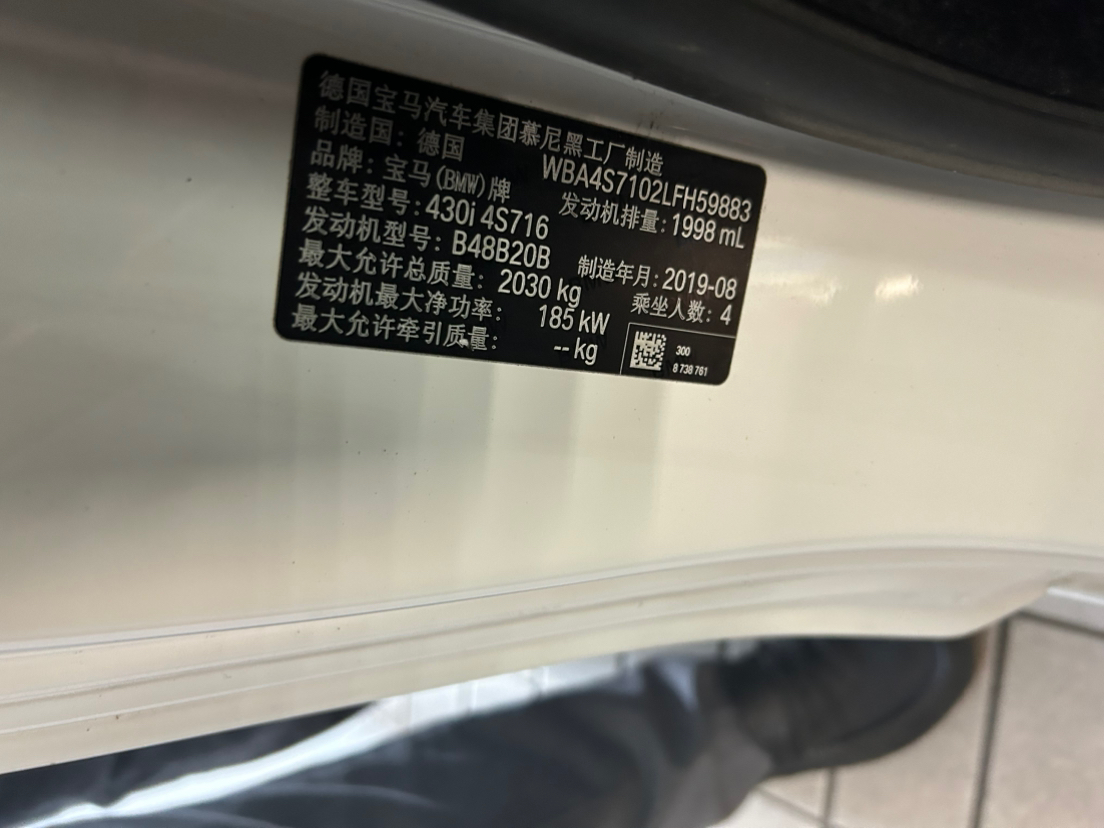 德国宝马汽车集团慕尼黑工厂制造
制造国：德国 WBA4S7102LFH59883
品牌：宝马(BMW)牌
整车型号：430i 4S716 发动机排量：1998 mL
发动机型号：B48B20B
最大允许总质量：2030 kg 制造年月：2019-08
发动机最大净功率：185 kW 乘坐人数：4
最大允许牵引质量：-- kg
300
8 738 761